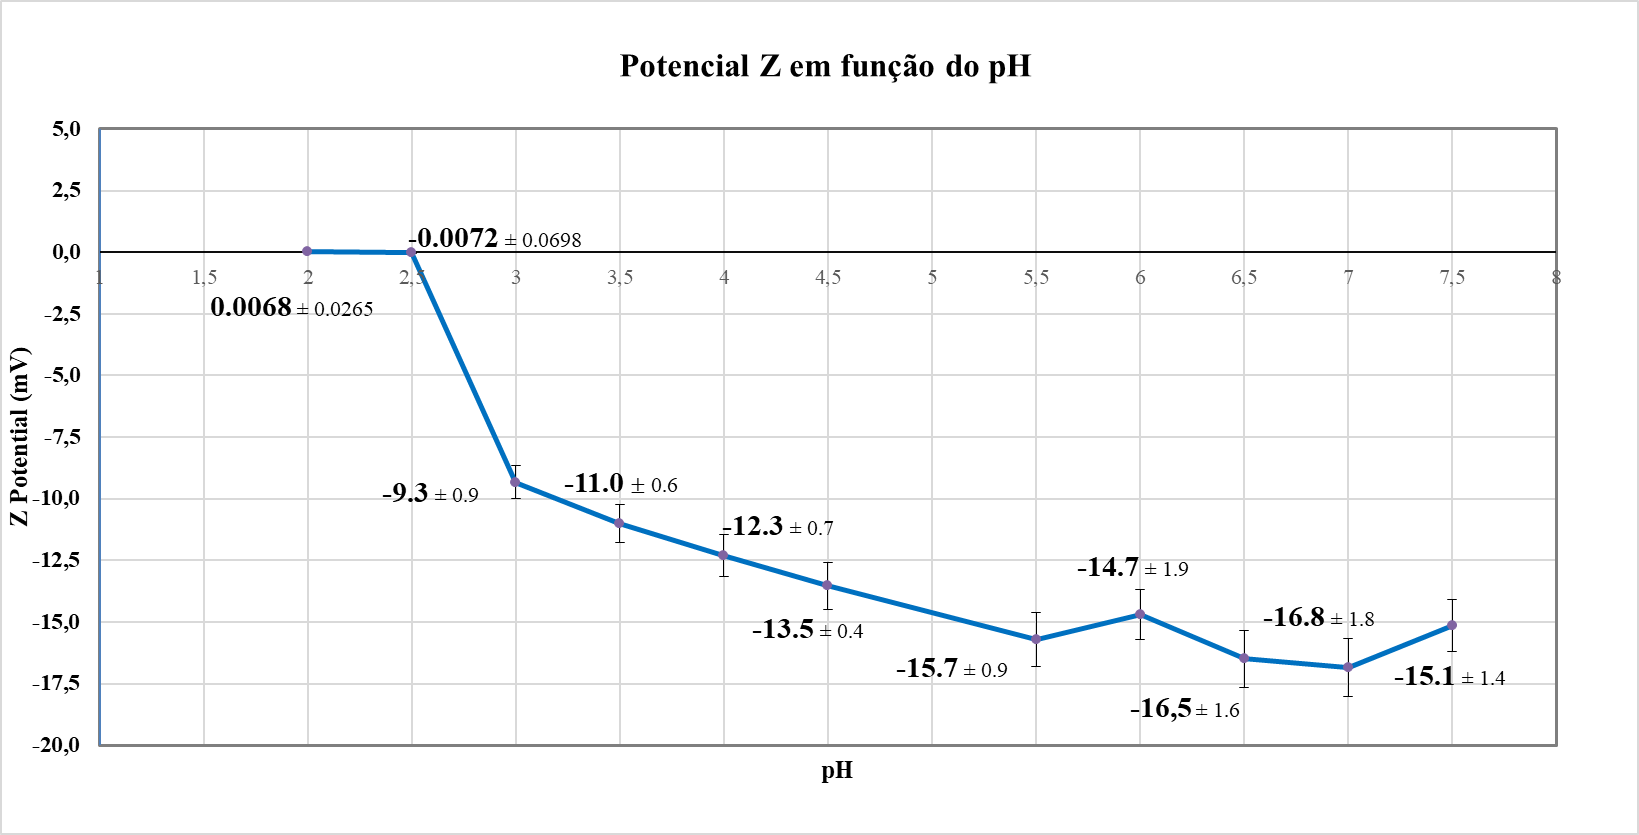 Potencial Z em função do pH
5,0
2,5
0,0
-2,5
-5,0
-7,5
-10,0
-12,5
-15,0
-17,5
-20,0
Z Potential (mV)
1 1,5 2 2,5 3 3,5 4 4,5 5 5,5 6 6,5 7 7,5 8
0.0068 ± 0.0265
-0.0072 ± 0.0698
-9.3 ± 0.9
-11.0 ± 0.6
-12.3 ± 0.7
-13.5 ± 0.4
-15.7 ± 0.9
-14.7 ± 1.9
-16,5 ± 1.6
-16.8 ± 1.8
-15.1 ± 1.4
pH